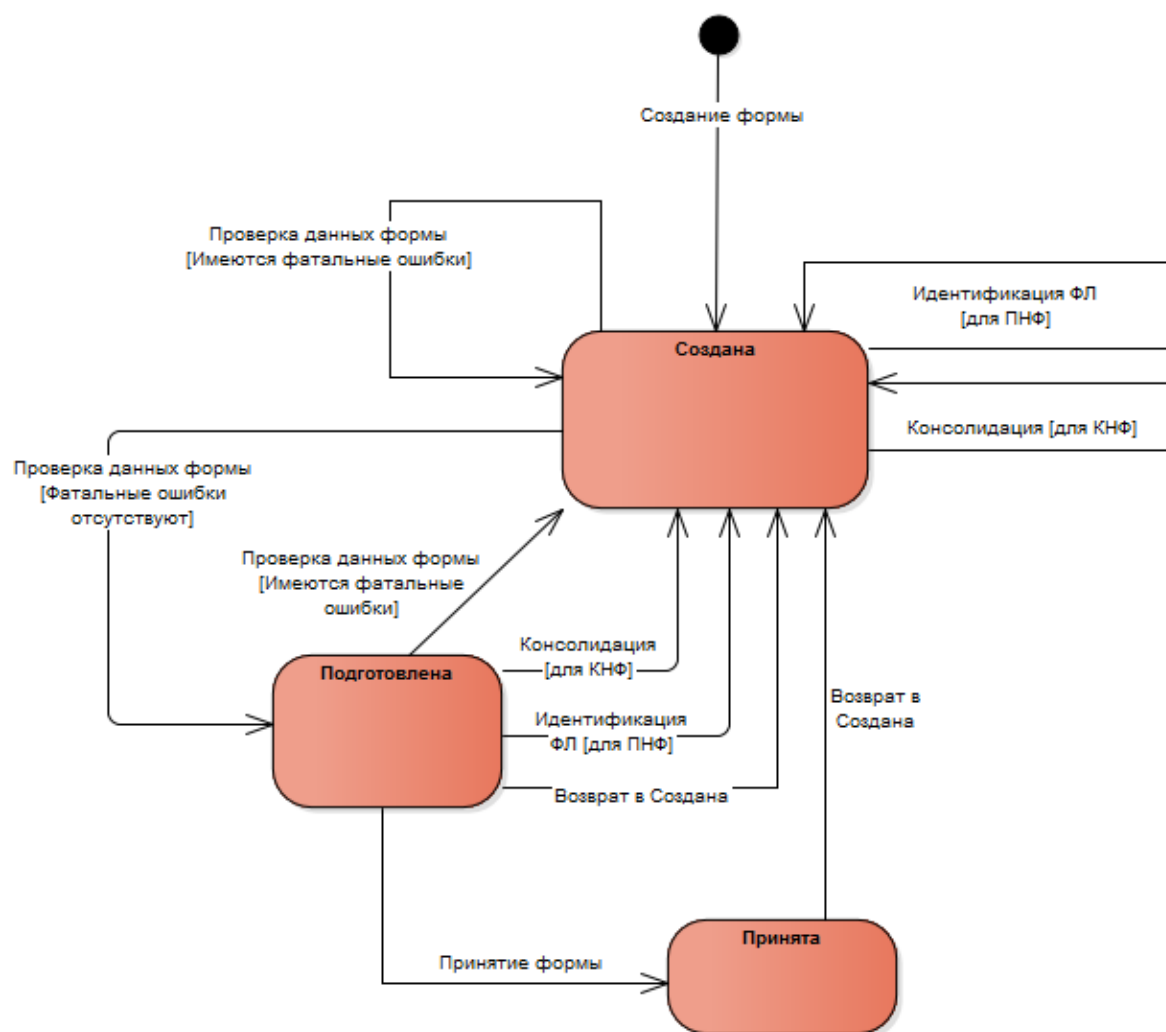 Создание формы
Проверка данных формы
[Имеются фатальные ошибки]
Идентификация ФЛ
[для ПНФ]
Создана
Консолидация [для КНФ]
Проверка данных формы
[Фатальные ошибки
отсутствуют]
Проверка данных формы
[Имеются фатальные
ошибки]
Консолидация
[для КНФ]
Подготовлена
Идентификация
ФЛ [для ПНФ]
Возврат в
Создана
Возврат в Создана
Принята
Принятие формы